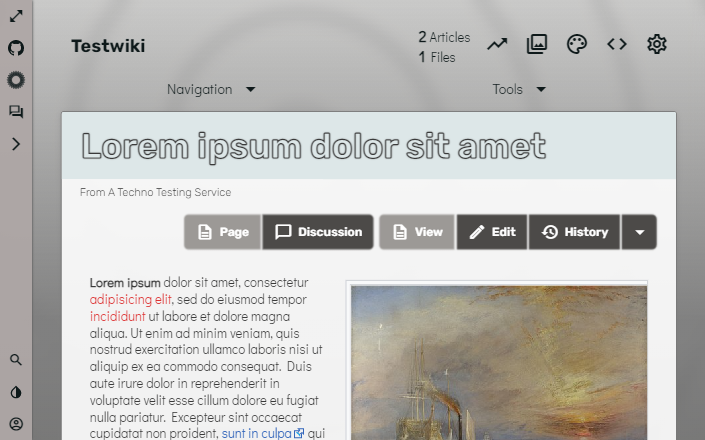 Testwiki
2 Articles
1 Files
Navigation
Tools
Lorem ipsum dolor sit amet
From A Techno Testing Service
Page Discussion View Edit History
Lorem ipsum dolor sit amet, consectetur
adipisicing elit, sed do eiusmod tempor
incididunt ut labore et dolore magna
aliqua. Ut enim ad minim veniam, quis
nostrud exercitation ullamco laboris nisi ut
aliquip ex ea commodo consequat. Duis
aute irure dolor in reprehenderit in
voluptate velit esse cillum dolore eu fugiat
nulla pariatur. Excepteur sint occaecat
cupidatat non proident, sunt in culpa qui